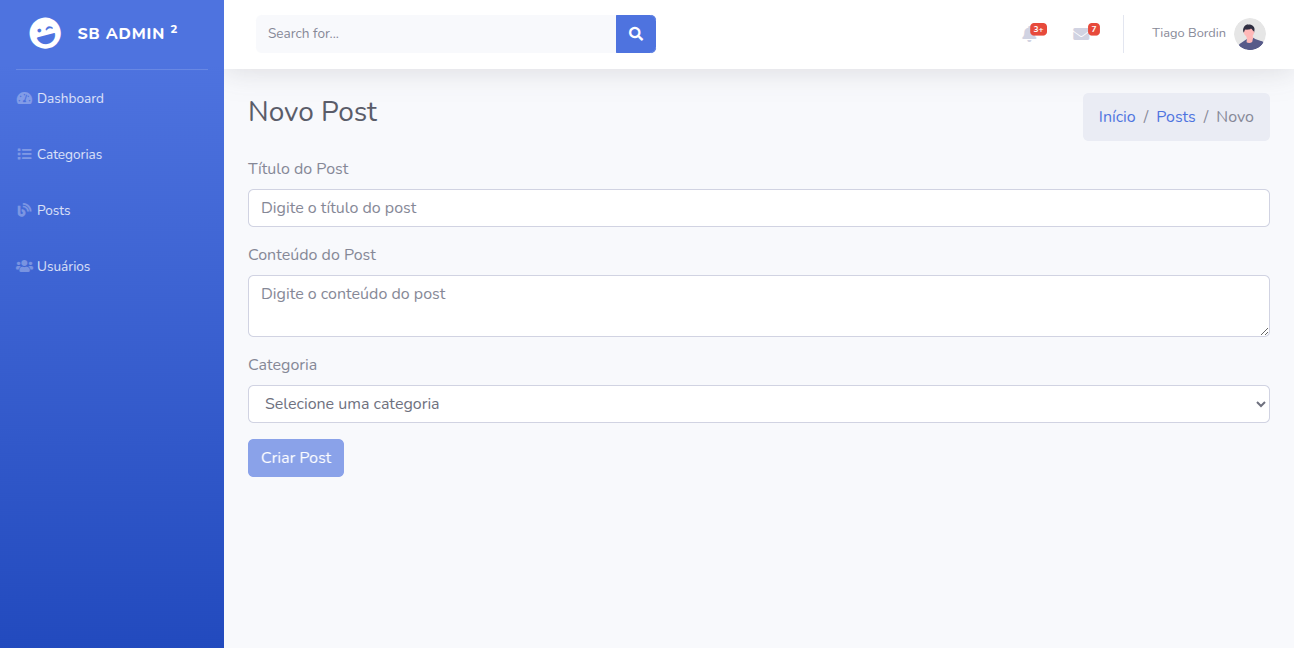 SB ADMIN 2
Search for...
3+
7
Tiago Bordin
Dashboard
Categorias
Posts
Usuários
Novo Post
Início / Posts / Novo
Título do Post
Digite o título do post
Conteúdo do Post
Digite o conteúdo do post
Categoria
Selecione uma categoria
Criar Post